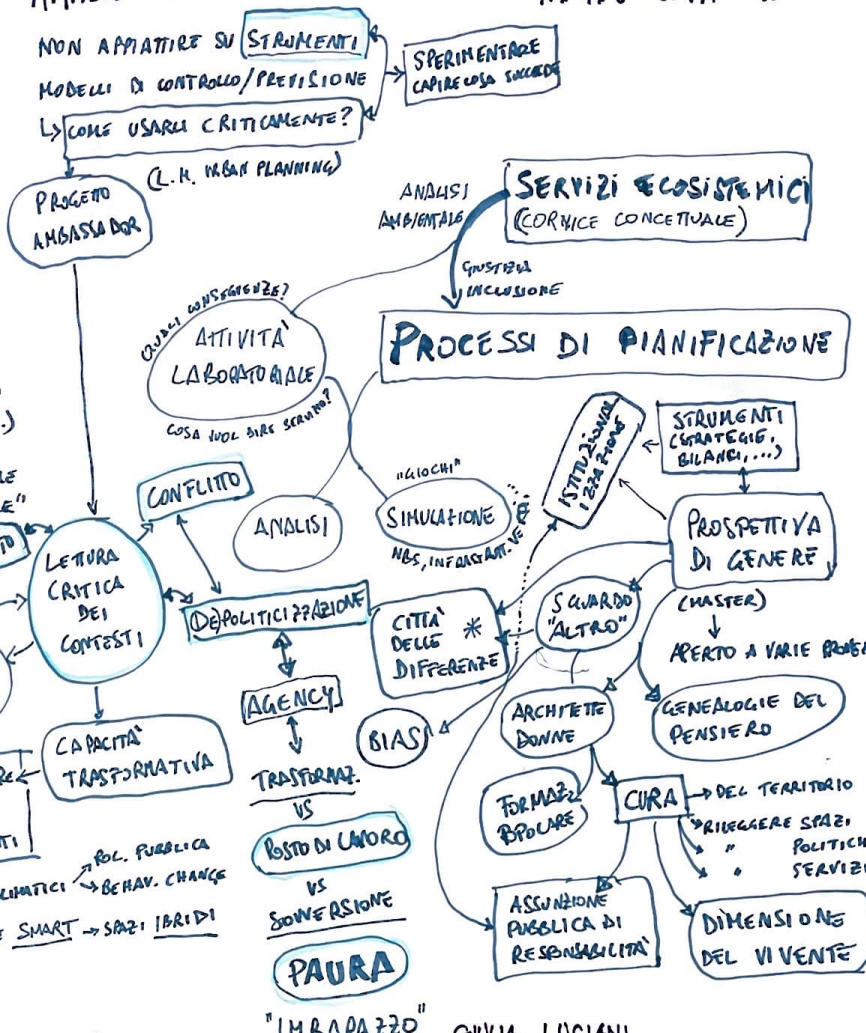 NON APPIATTIRE SU STRUMENTI
MODELLI DI CONTROLLO/PREVISIONE
↳ COME USARLI CRITICAMENTE?
SPERIMENTARE
CAPIRE COSA SUCCEDE
(L.M. URBAN PLANNING)
PROGETTO
AMBASSADOR
ANALISI
AMBIENTALE
SERVIZI ECOSISTEMICI
(CORNICE CONCETTUALE)
GIUSTIZIA
INCLUSIONE
QUALI CONSEGUENZE?
ATTIVITÀ
LABORATORIALE
COSA VUOL DIRE SERVIZIO?
PROCESSI DI PIANIFICAZIONE
ISTITUZIONAL
IZZAZIONE
STRUMENTI
(STRATEGIE,
BILANCI,...)
CONFLITTO
ANALISI
"GIOCHI"
SIMULAZIONE
PROSPETTIVA
DI GENERE
(MASTER)
APERTO A VARIE
LETTURA
CRITICA
DEI
CONTESTI
(DE)POLITICIZZAZIONE
CITTÀ *
DELLE
DIFFERENZE
SGUARDO
"ALTRO"
AGENCY
BIAS
ARCHITETTE
DONNE
GENEALOGIE DEL
PENSIERO
CAPACITÀ
TRASFORMATIVA
TRASFORMAZ.
VS
POSTO DI LAVORO
VS
SOVVERSIONE
PAURA
"IMBARAZZO"
FORMAZ.
BIPOLARE
CURA
DEL TERRITORIO
RILEGGERE SPAZI
" POLITICH
" SERVIZI
ASSUNZIONE
PUBBLICA DI
RESPONSABILITÀ
DIMENSIONE
DEL VIVENTE
POL. PUBBLICA
BEHAV. CHANGE
SMART → SPAZI IBRIDI